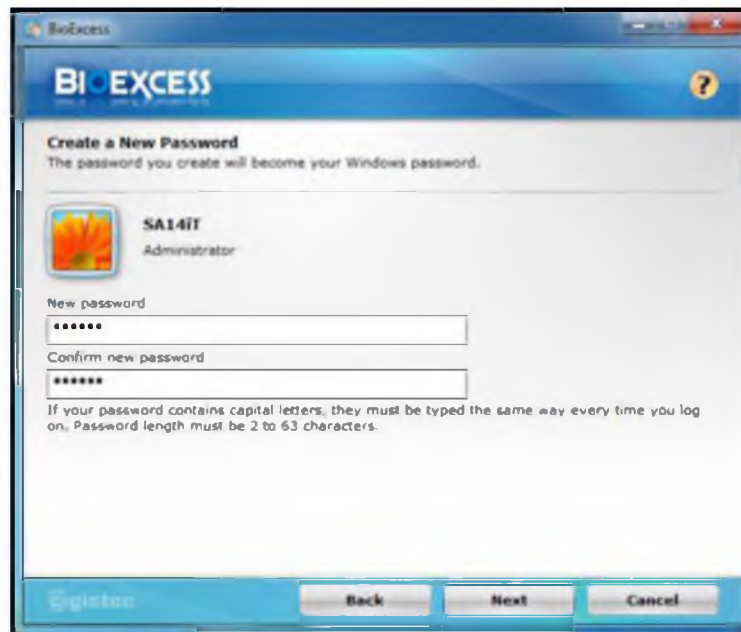 BioExcess
BIOEXCESS
?
Create a New Password
The password you create will become your Windows password.
SA14iT
Administrator
New password
••••••
Confirm new password
••••••
If your password contains capital letters, they must be typed the same way every time you log
on. Password length must be 2 to 63 characters.
Egistec
Back
Next
Cancel